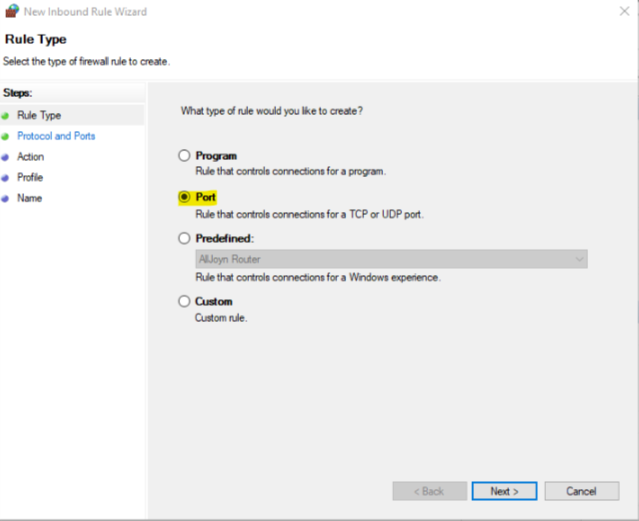 New Inbound Rule Wizard
Rule Type
Select the type of firewall rule to create.
Steps:
Rule Type
Protocol and Ports
Action
Profile
Name
What type of rule would you like to create?
Program
Rule that controls connections for a program.
Port
Rule that controls connections for a TCP or UDP port.
Predefined:
AllJoyn Router
Rule that controls connections for a Windows experience.
Custom
Custom rule.
< Back
Next >
Cancel